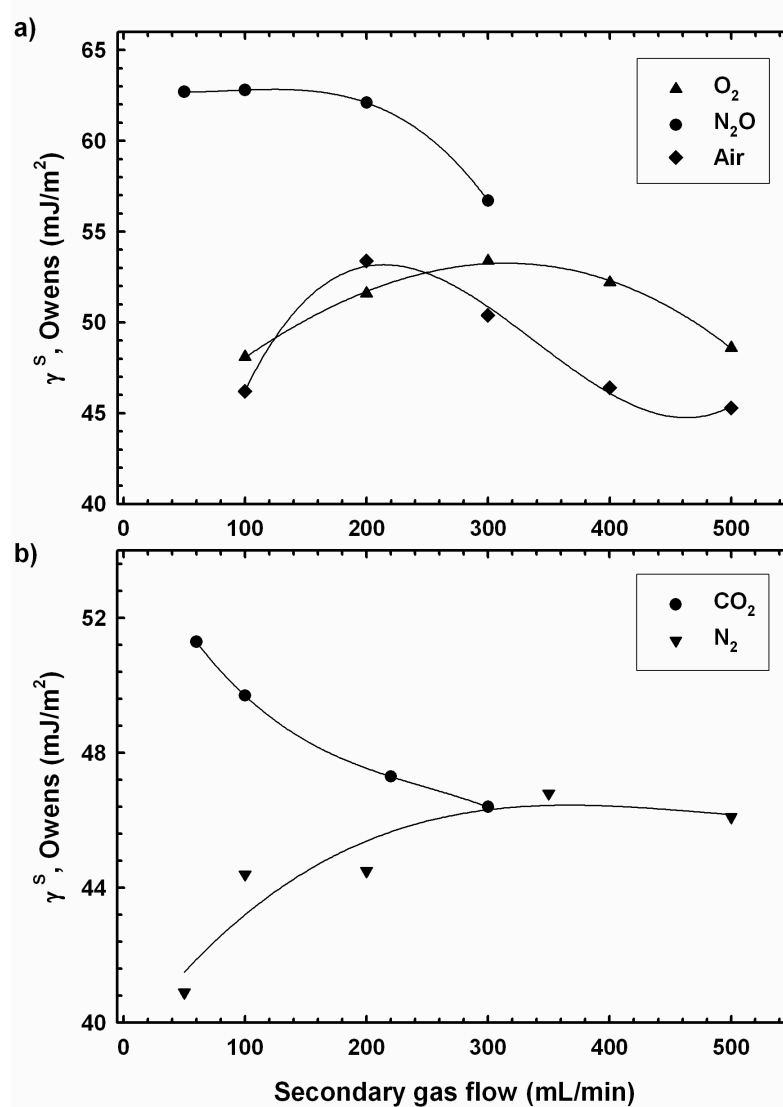 a)
65
60
55
50
45
40
γ S, Owens (mJ/m2)
O2
N2O
Air
0 100 200 300 400 500
b)
52
48
44
40
γ S, Owens (mJ/m2)
CO2
N2
0 100 200 300 400 500
Secondary gas flow (mL/min)